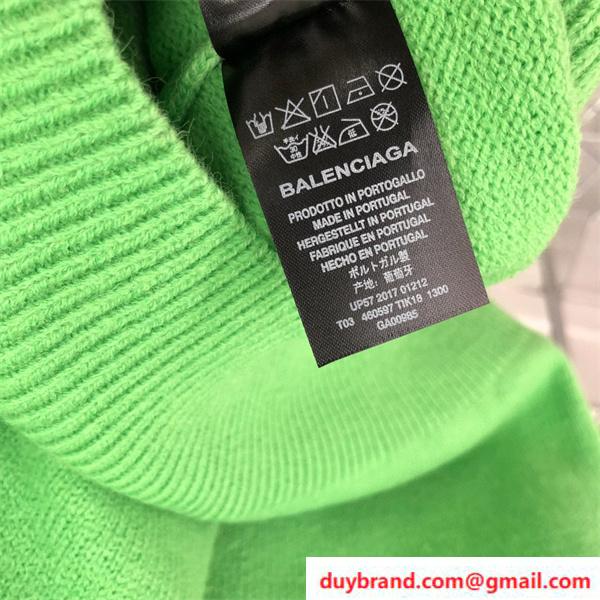 BALENCIAGA
PRODOTTO IN PORTOGALLO
MADE IN PORTUGAL
HERGESTELLT IN PORTUGAL
FABRIQUE EN PORTUGAL
HECHO EN PORTUGAL
ポルトガル製
产地: 葡萄牙
UP57 2017 01212
T03 460597 TIK18 1300
GA00985
duybrand.com@gmail.com